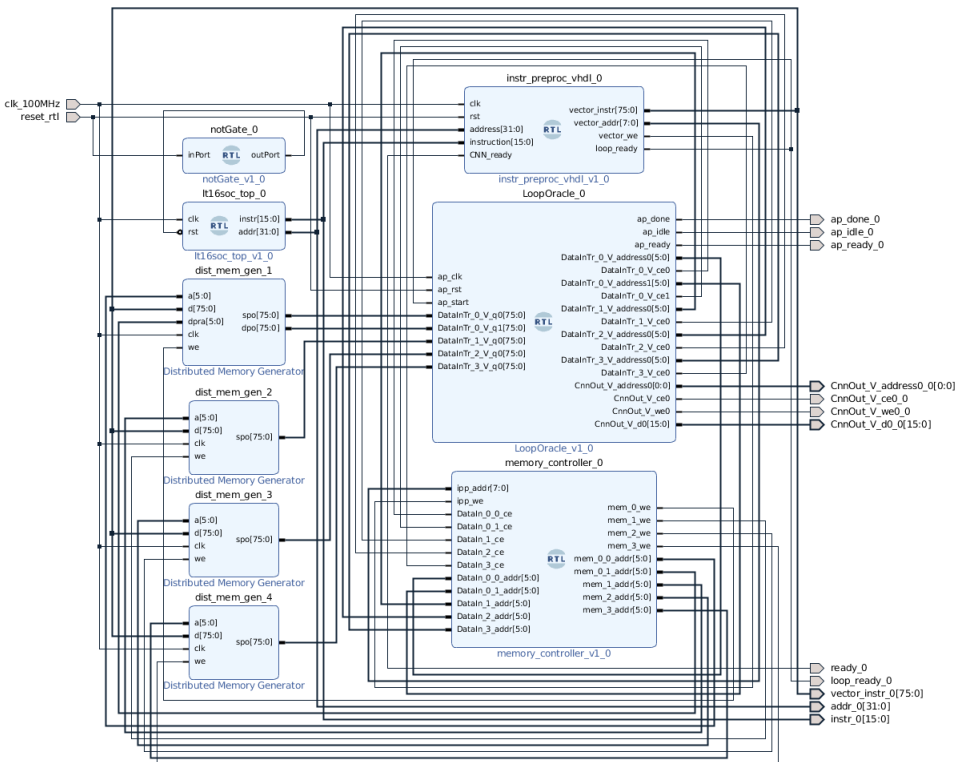 clk_100MHz
reset_rtl
notGate_0
inPort
RTL
outPort
notGate_v1_0
lt16soc_top_0
clk
rst
RTL
instr[15:0]
addr[31:0]
lt16soc_top_v1_0
dist_mem_gen_1
a[5:0]
d[75:0]
dpra[5:0]
clk
we
spo[75:0]
dpo[75:0]
Distributed Memory Generator
dist_mem_gen_2
a[5:0]
d[75:0]
clk
we
spo[75:0]
Distributed Memory Generator
dist_mem_gen_3
a[5:0]
d[75:0]
clk
we
spo[75:0]
Distributed Memory Generator
dist_mem_gen_4
a[5:0]
d[75:0]
clk
we
spo[75:0]
Distributed Memory Generator
instr_preproc_vhdl_0
clk
rst
address[31:0]
instruction[15:0]
CNN_ready
RTL
vector_instr[75:0]
vector_addr[7:0]
vector_we
loop_ready
instr_preproc_vhdl_v1_0
LoopOracle_0
ap_clk
ap_rst
ap_start
DataInTr_0_V_q0[75:0]
DataInTr_0_V_q1[75:0]
DataInTr_1_V_q0[75:0]
DataInTr_2_V_q0[75:0]
DataInTr_3_V_q0[75:0]
RTL
ap_done
ap_idle
ap_ready
DataInTr_0_V_address0[5:0]
DataInTr_0_V_ce0
DataInTr_0_V_address1[5:0]
DataInTr_0_V_ce1
DataInTr_1_V_address0[5:0]
DataInTr_1_V_ce0
DataInTr_2_V_address0[5:0]
DataInTr_2_V_ce0
DataInTr_3_V_address0[5:0]
DataInTr_3_V_ce0
CnnOut_V_address0[0:0]
CnnOut_V_ce0
CnnOut_V_we0
CnnOut_V_d0[15:0]
LoopOracle_v1_0
memory_controller_0
ipp_addr[7:0]
ipp_we
DataIn_0_0_ce
DataIn_0_1_ce
DataIn_1_ce
DataIn_2_ce
DataIn_3_ce
DataIn_0_0_addr[5:0]
DataIn_0_1_addr[5:0]
DataIn_1_addr[5:0]
DataIn_2_addr[5:0]
DataIn_3_addr[5:0]
RTL
mem_0_we
mem_1_we
mem_2_we
mem_3_we
mem_0_0_addr[5:0]
mem_0_1_addr[5:0]
mem_1_addr[5:0]
mem_2_addr[5:0]
mem_3_addr[5:0]
memory_controller_v1_0
ap_done_0
ap_idle_0
ap_ready_0
CnnOut_V_address0_0[0:0]
CnnOut_V_ce0_0
CnnOut_V_we0_0
CnnOut_V_d0_0[15:0]
ready_0
loop_ready_0
vector_instr_0[75:0]
addr_0[31:0]
instr_0[15:0]